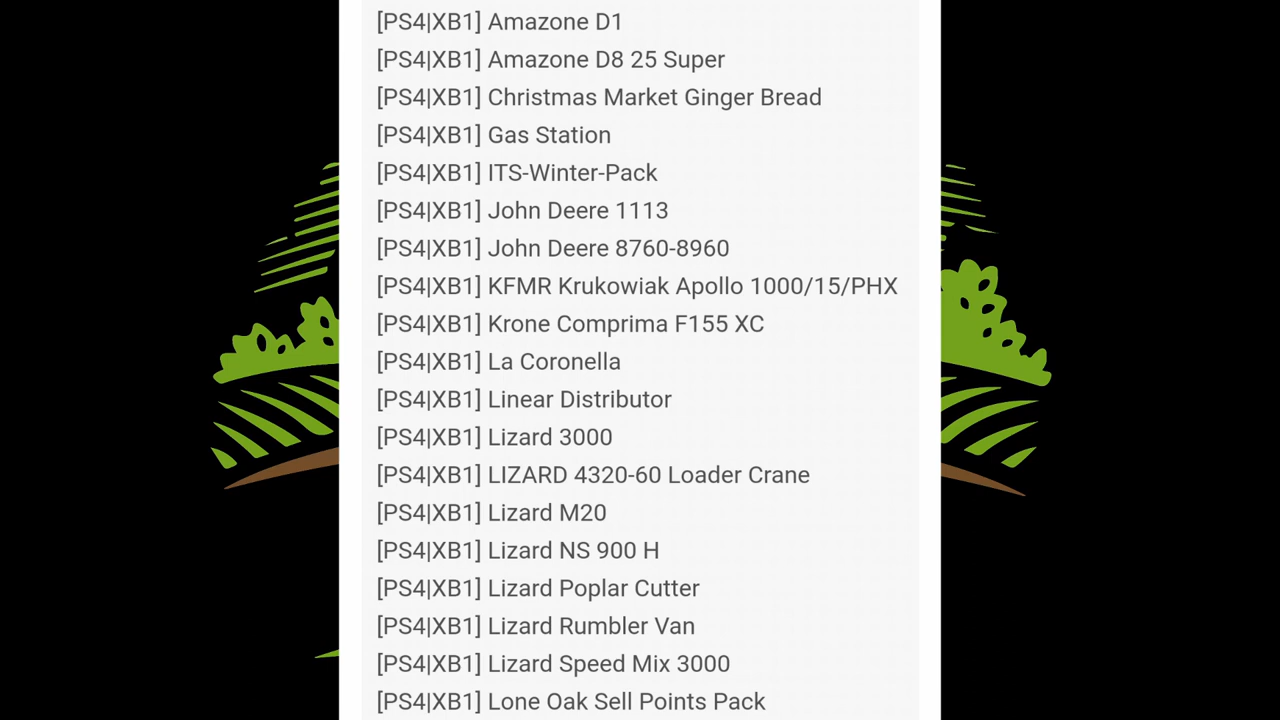 [PS4|XB1] Amazone D1
[PS4|XB1] Amazone D8 25 Super
[PS4|XB1] Christmas Market Ginger Bread
[PS4|XB1] Gas Station
[PS4|XB1] ITS-Winter-Pack
[PS4|XB1] John Deere 1113
[PS4|XB1] John Deere 8760-8960
[PS4|XB1] KFMR Krukowiak Apollo 1000/15/PHX
[PS4|XB1] Krone Comprima F155 XC
[PS4|XB1] La Coronella
[PS4|XB1] Linear Distributor
[PS4|XB1] Lizard 3000
[PS4|XB1] LIZARD 4320-60 Loader Crane
[PS4|XB1] Lizard M20
[PS4|XB1] Lizard NS 900 H
[PS4|XB1] Lizard Poplar Cutter
[PS4|XB1] Lizard Rumbler Van
[PS4|XB1] Lizard Speed Mix 3000
[PS4|XB1] Lone Oak Sell Points Pack